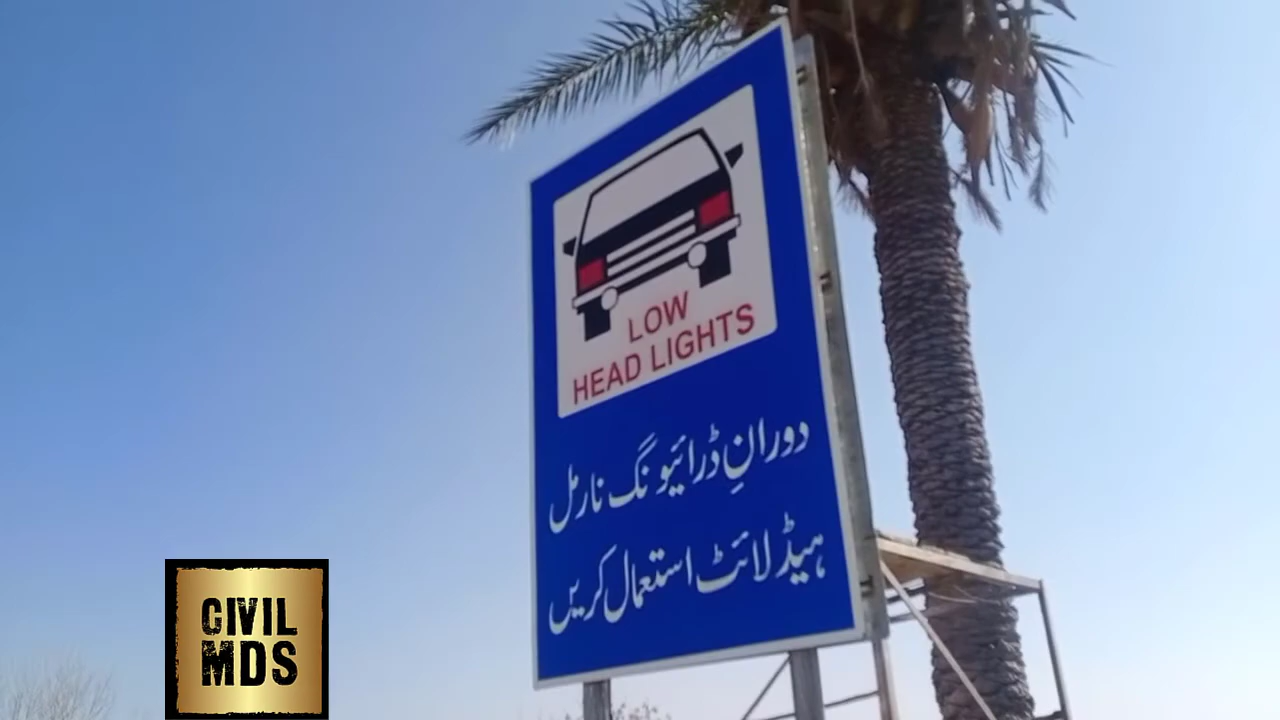 LOW
HEAD LIGHTS
دورانِ ڈرائیونگ نارمل
ہیڈ لائٹ استعمال کریں
CIVIL
MDS